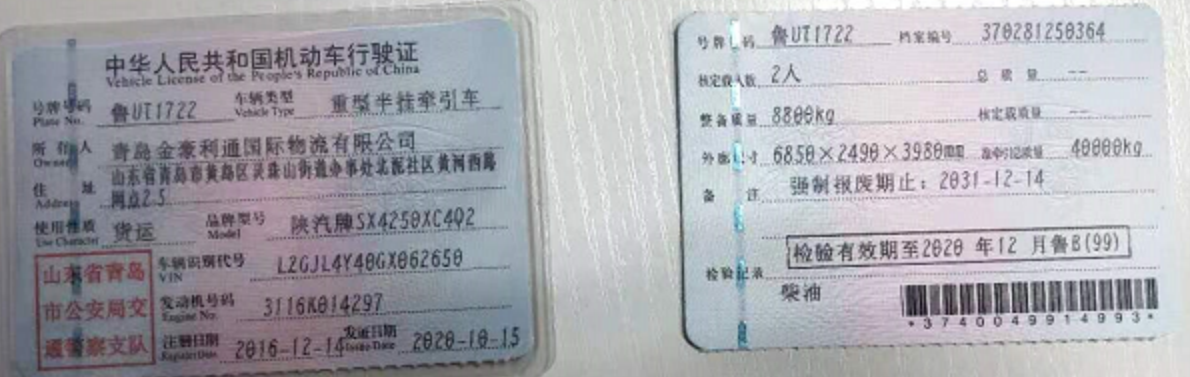 中华人民共和国机动车行驶证
Vehicle License of the People's Republic of China
号牌号码 Plate No. 鲁UT1722 车辆类型 Vehicle Type 重型半挂牵引车
所有人 Owner 青岛金豪利通国际物流有限公司
住址 Address 山东省青岛市黄岛区灵珠山街道办事处北泥社区黄河西路
网点25
使用性质 Use Character 货运 品牌型号 Model 陕汽牌SX4250XC4Q2
山东省青岛
市公安局交
通警察支队
车辆识别代号 VIN L2GJL4Y40GX062650
发动机号码 Engine No. 3116K014297
注册日期 Register Date 2016-12-14 发证日期 Issue Date 2020-10-15
号牌号码 鲁UT1722 档案编号 370281250364
核定载人数 2人 总质量 --
整备质量 8800kg 核定载质量 --
外廓尺寸 6850×2490×3980mm 准牵引总质量 40000kg
备注 强制报废期止：2031-12-14
检验有效期至2020 年12 月鲁B(99)
检验记录
柴油
*3740049914993*